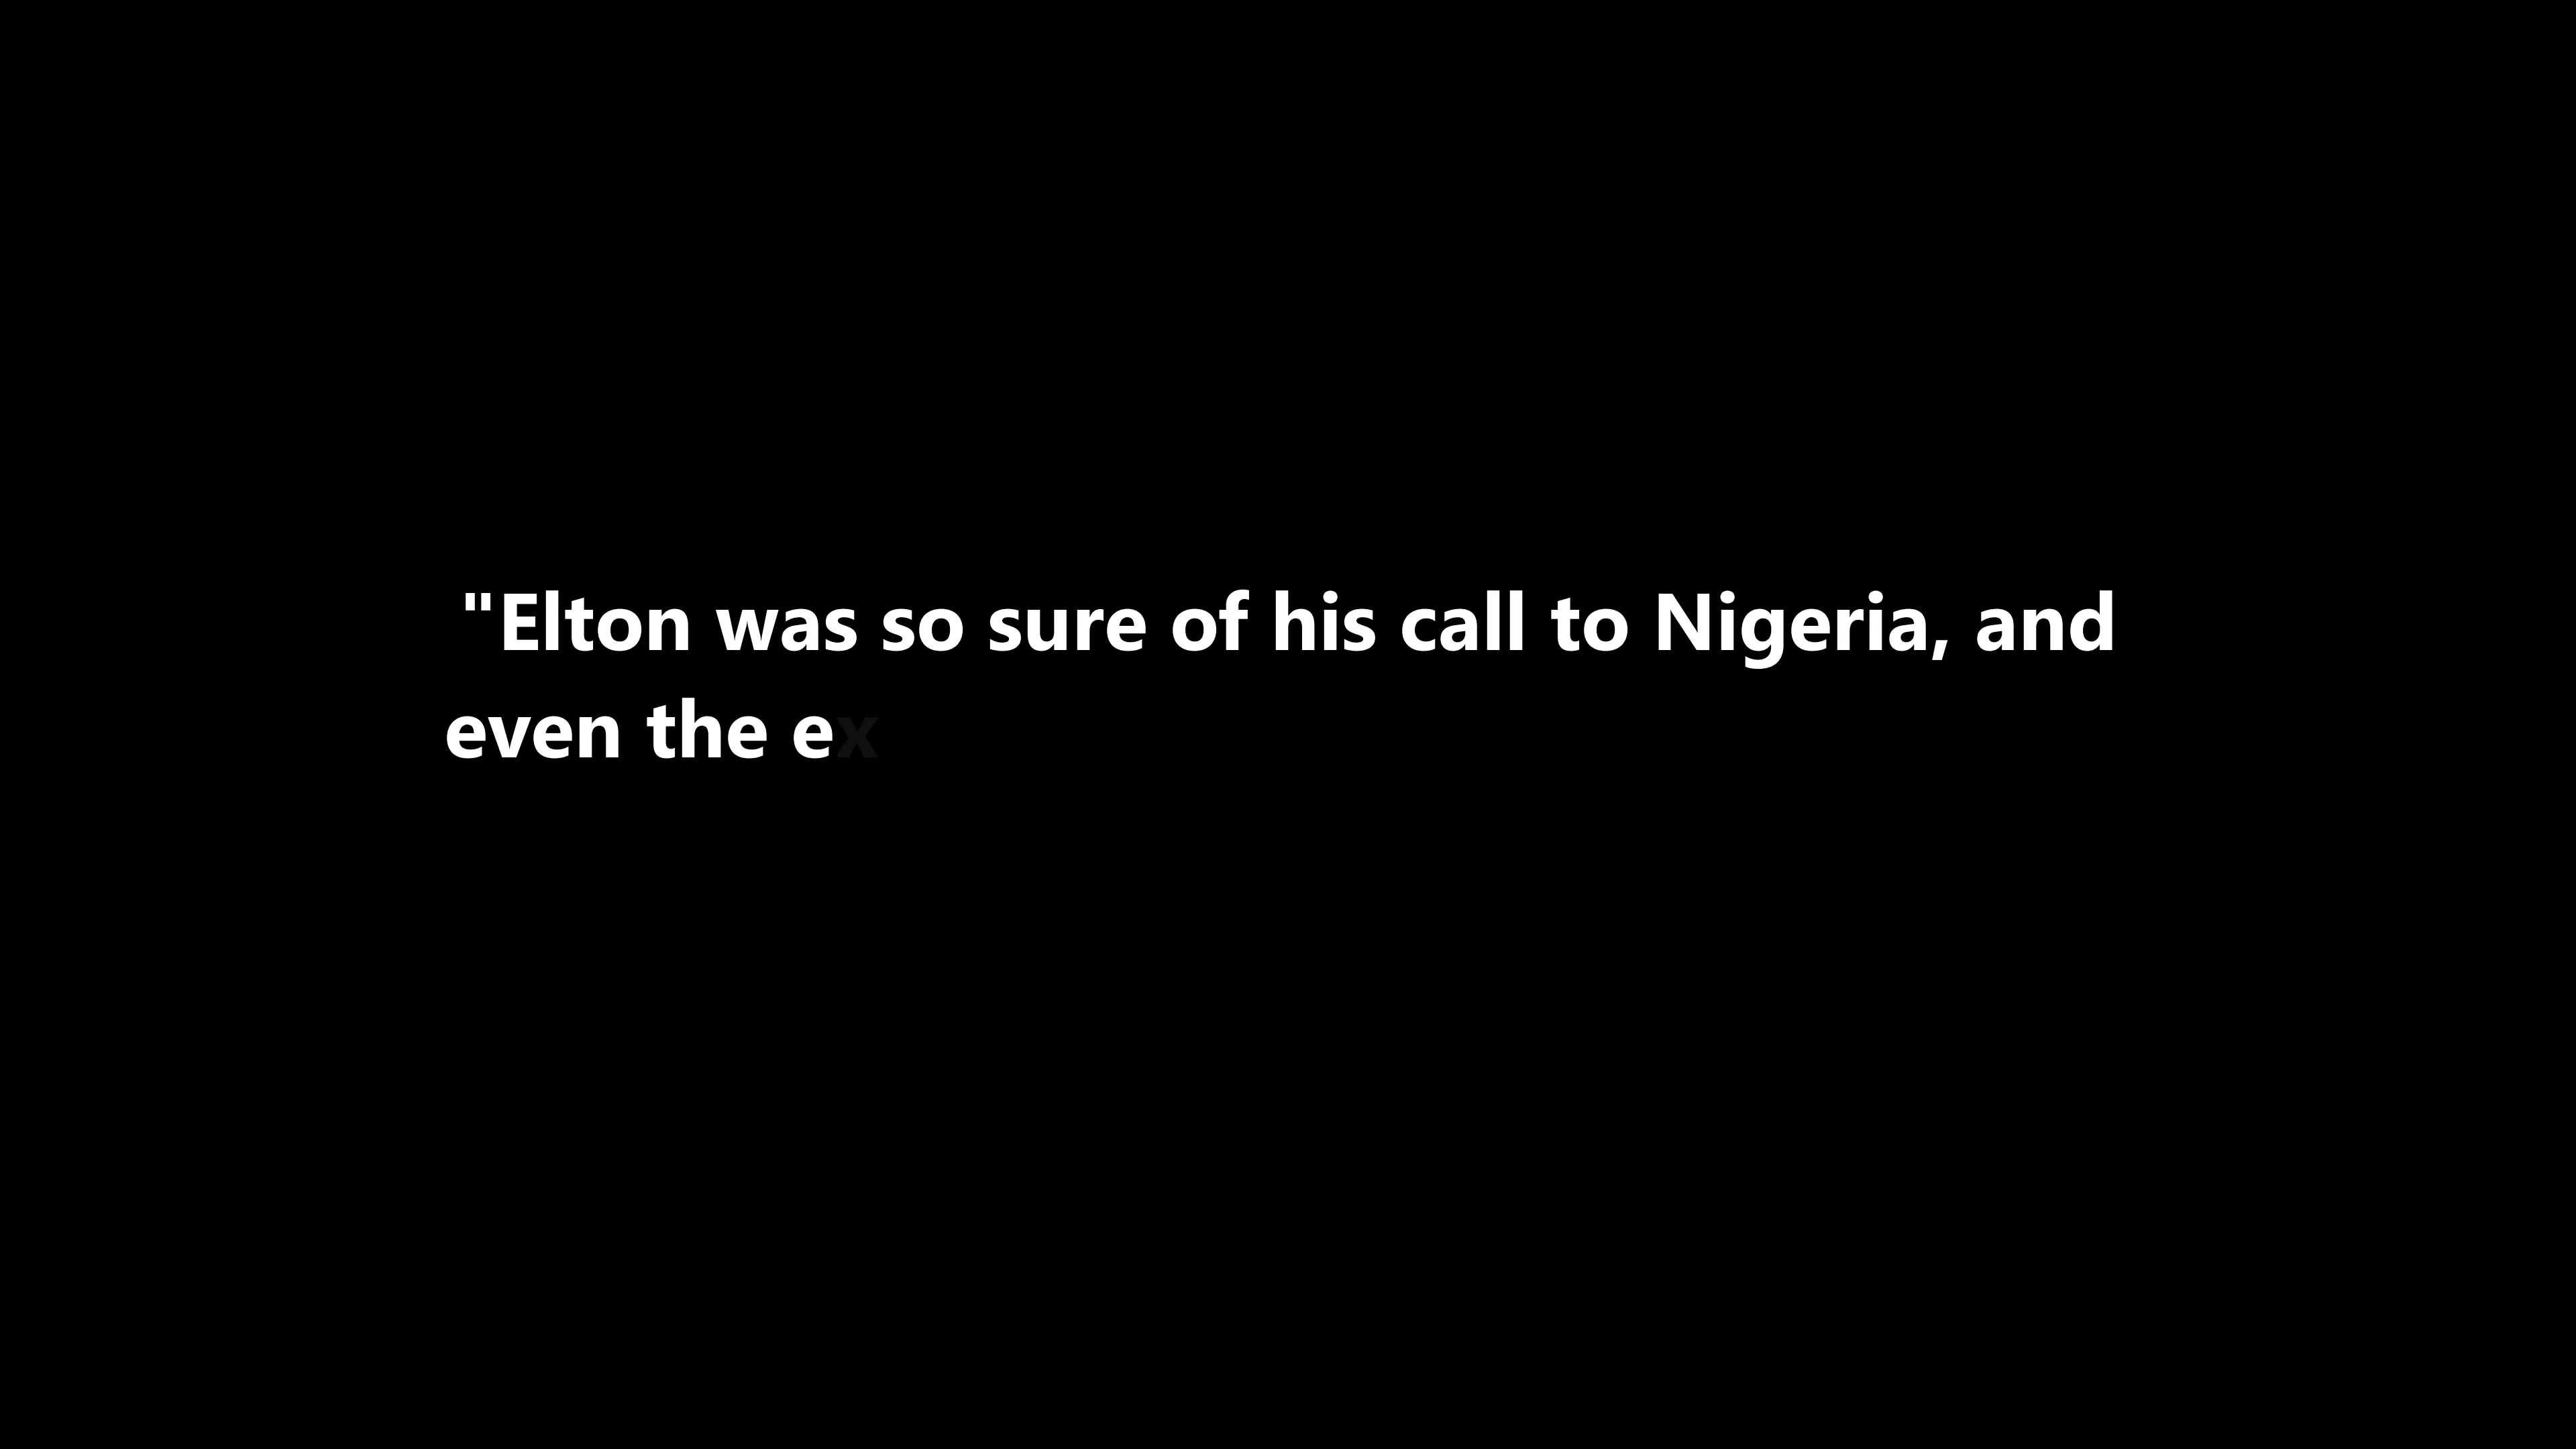 "Elton was so sure of his call to Nigeria, and
even the ex